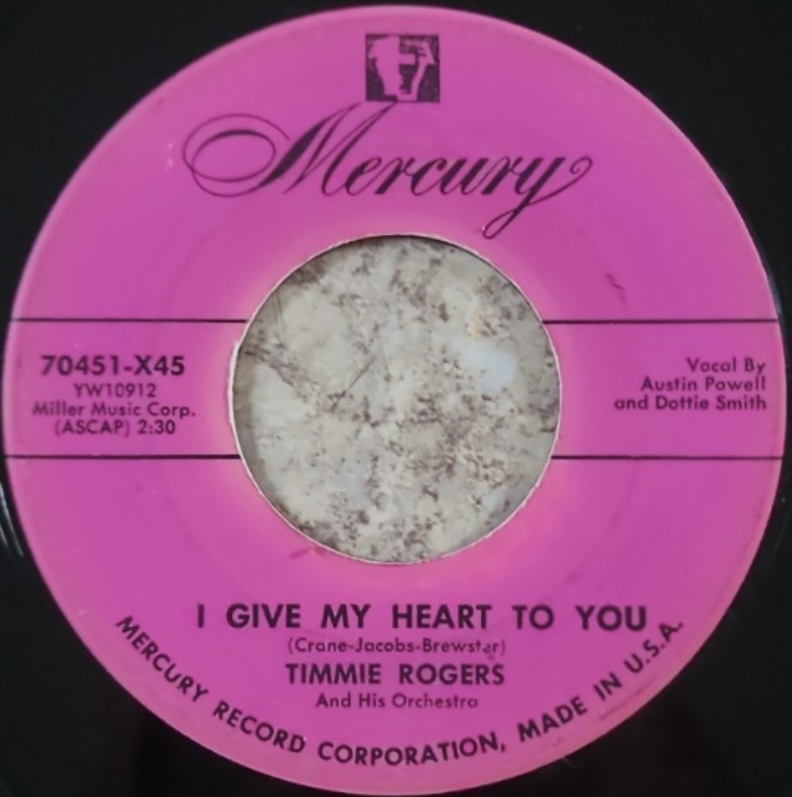 Mercury
70451-X45
YW10912
Miller Music Corp.
(ASCAP) 2:30
Vocal By
Austin Powell
and Dottie Smith
I GIVE MY HEART TO YOU
(Crane-Jacobs-Brewster)
TIMMIE ROGERS
And His Orchestra
MERCURY RECORD CORPORATION, MADE IN U.S.A.